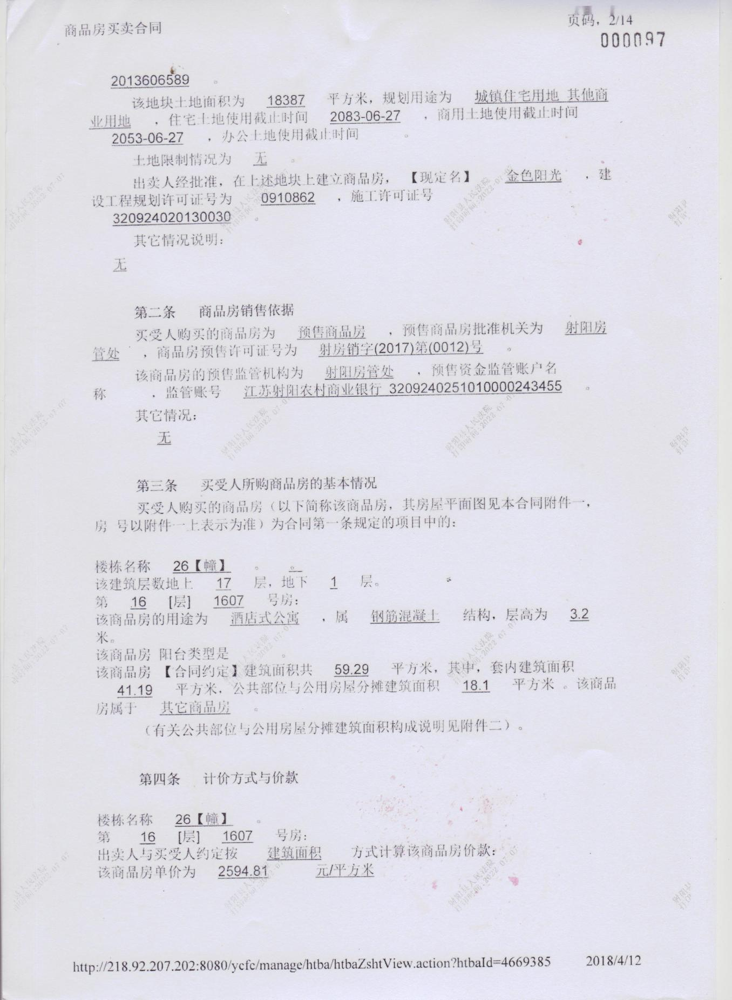 商品房买卖合同
页码，2/14
000097
2013606589 。
该地块土地面积为 18387 平方米，规划用途为 城镇住宅用地 其他商
业用地 ，住宅土地使用截止时间 2083-06-27 ，商用土地使用截止时间
2053-06-27 ，办公土地使用截止时间 。
土地限制情况为 无 。
出卖人经批准，在上述地块上建立商品房，【现定名】 金色阳光 ，建
设工程规划许可证号为 0910862 ，施工许可证号
320924020130030 。
其它情况说明：
无
第二条 商品房销售依据
买受人购买的商品房为 预售商品房 ，预售商品房批准机关为 射阳房
管处 ，商品房预售许可证号为 射房销字(2017)第(0012)号 。
该商品房的预售监管机构为 射阳房管处 ，预售资金监管账户名
称 ，监管账号 江苏射阳农村商业银行 3209240251010000243455 。
其它情况：
无
第三条 买受人所购商品房的基本情况
买受人购买的商品房（以下简称该商品房，其房屋平面图见本合同附件一，
房 号以附件一上表示为准）为合同第一条规定的项目中的：
楼栋名称 26【幢】 。 。
该建筑层数地上 17 层，地下 1 层。
第 16 [层] 1607 号房：
该商品房的用途为 酒店式公寓 ，属 钢筋混凝土 结构，层高为 3.2
米。
该商品房 阳台类型是 。
该商品房 【合同约定】建筑面积共 59.29 平方米，其中，套内建筑面积
41.19 平方米，公共部位与公用房屋分摊建筑面积 18.1 平方米 。该商品
房属于 其它商品房 。
（有关公共部位与公用房屋分摊建筑面积构成说明见附件二）。
第四条 计价方式与价款
楼栋名称 26【幢】 。
第 16 [层] 1607 号房：
出卖人与买受人约定按 建筑面积 方式计算该商品房价款：
该商品房单价为 2594.81 元/平方米
射阳县人民法院
打印时间:2022-07-07
http://218.92.207.202:8080/ycfc/manage/htba/htbaZshtView.action?htbaId=4669385
2018/4/12